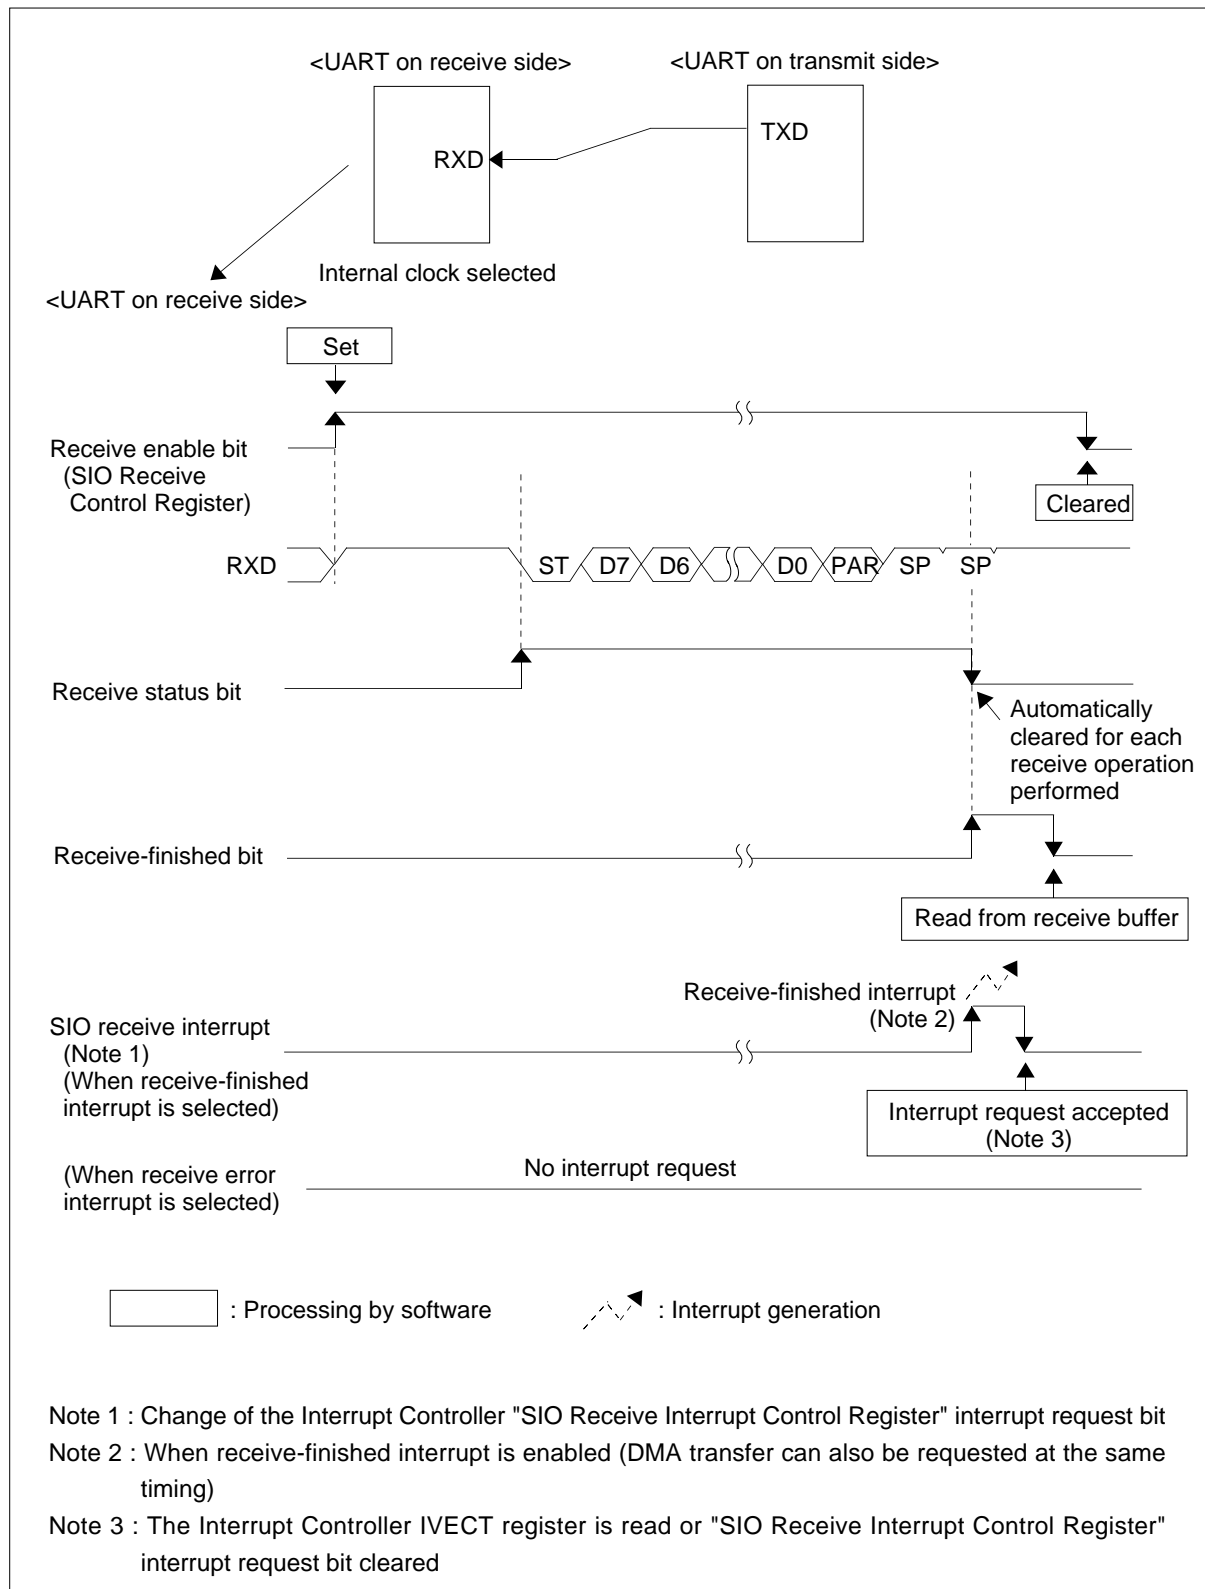 <UART on receive side>
<UART on transmit side>
TXD
RXD
Internal clock selected
<UART on receive side>
Set
Receive enable bit
(SIO Receive
Control Register)
Cleared
RXD
ST D7 D6 D0 PAR SP SP
Receive status bit
Automatically
cleared for each
receive operation
performed
Receive-finished bit
Read from receive buffer
Receive-finished interrupt
(Note 2)
SIO receive interrupt
(Note 1)
(When receive-finished
interrupt is selected)
Interrupt request accepted
(Note 3)
(When receive error
interrupt is selected)
No interrupt request
: Processing by software
: Interrupt generation
Note 1 : Change of the Interrupt Controller "SIO Receive Interrupt Control Register" interrupt request bit
Note 2 : When receive-finished interrupt is enabled (DMA transfer can also be requested at the same
timing)
Note 3 : The Interrupt Controller IVECT register is read or "SIO Receive Interrupt Control Register"
interrupt request bit cleared